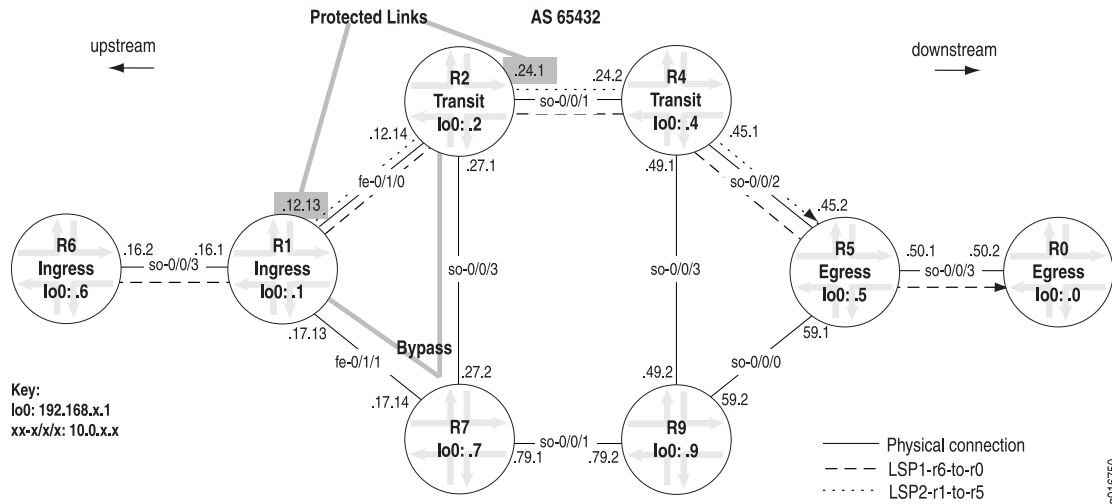 Protected Links
AS 65432
upstream
downstream
R2
Transit
lo0: .2
.24.1
.24.2
so-0/0/1
R4
Transit
lo0: .4
.12.14
.27.1
.49.1
.45.1
fe-0/1/0
so-0/0/2
.12.13
.45.2
R6
Ingress
lo0: .6
.16.2
so-0/0/3
.16.1
R1
Ingress
lo0: .1
so-0/0/3
so-0/0/3
R5
Egress
lo0: .5
.50.1
so-0/0/3
.50.2
R0
Egress
lo0: .0
.17.13
59.1
Bypass
fe-0/1/1
so-0/0/0
.27.2
.49.2
59.2
.17.14
Key:
lo0: 192.168.x.1
xx-x/x/x: 10.0.x.x
R7
lo0: .7
.79.1
so-0/0/1
.79.2
R9
lo0: .9
Physical connection
LSP1-r6-to-r0
LSP2-r1-to-r5
g016750